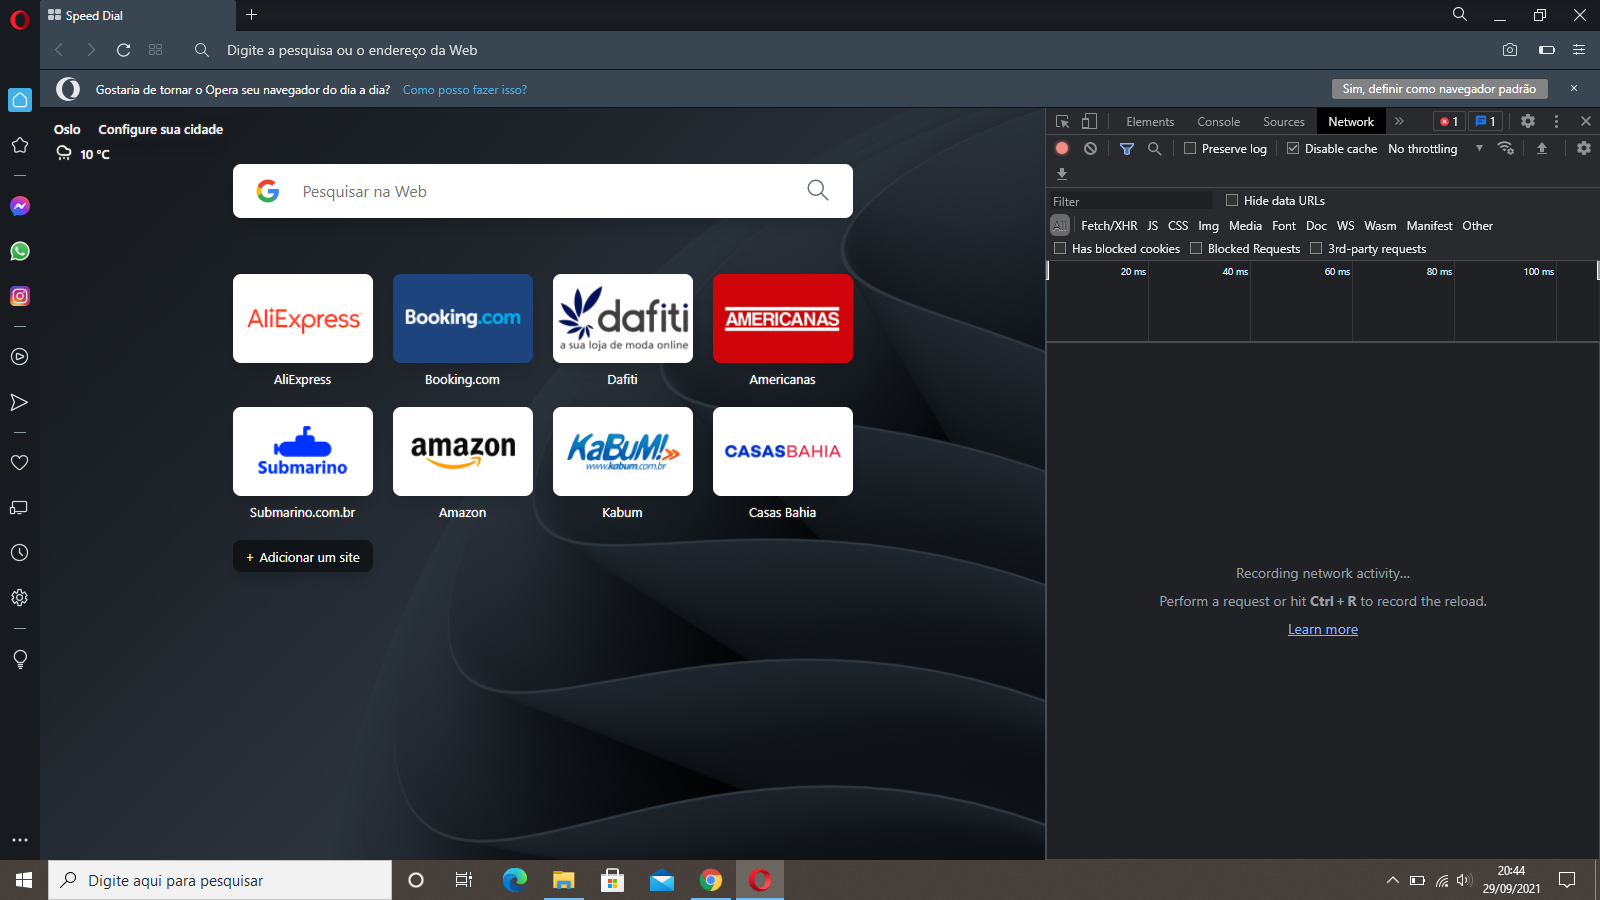 Speed Dial
Digite a pesquisa ou o endereço da Web
Gostaria de tornar o Opera seu navegador do dia a dia? Como posso fazer isso?
Sim, definir como navegador padrão
Oslo Configure sua cidade
10 °C
Pesquisar na Web
AliExpress
Booking.com
dafiti
a sua loja de moda online
AMERICANAS
AliExpress
Booking.com
Dafiti
Americanas
Submarino
amazon
KaBuM!
www.kabum.com.br
CASASBAHIA
Submarino.com.br
Amazon
Kabum
Casas Bahia
+ Adicionar um site
Elements Console Sources Network » 1 1
Preserve log Disable cache No throttling
Filter Hide data URLs
All Fetch/XHR JS CSS Img Media Font Doc WS Wasm Manifest Other
Has blocked cookies Blocked Requests 3rd-party requests
20 ms 40 ms 60 ms 80 ms 100 ms
Recording network activity...
Perform a request or hit Ctrl + R to record the reload.
Learn more
Digite aqui para pesquisar
20:44
29/09/2021